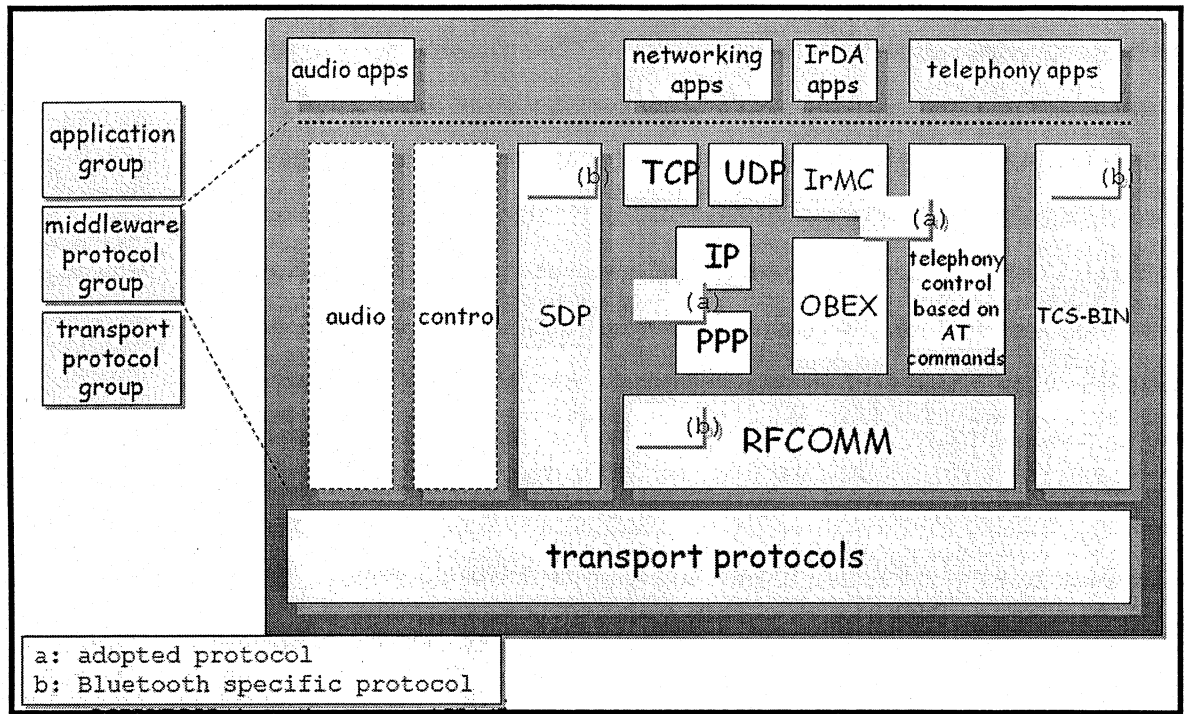 audio apps
networking
apps
IrDA
apps
telephony apps
application
group
middleware
protocol
group
transport
protocol
group
audio
control
SDP
(b)
TCP
UDP
IP
(a)
PPP
IrMC
(a)
OBEX
telephony
control
based on
AT
commands
(b)
TCS-BIN
(b)
RFCOMM
transport protocols
a: adopted protocol
b: Bluetooth specific protocol